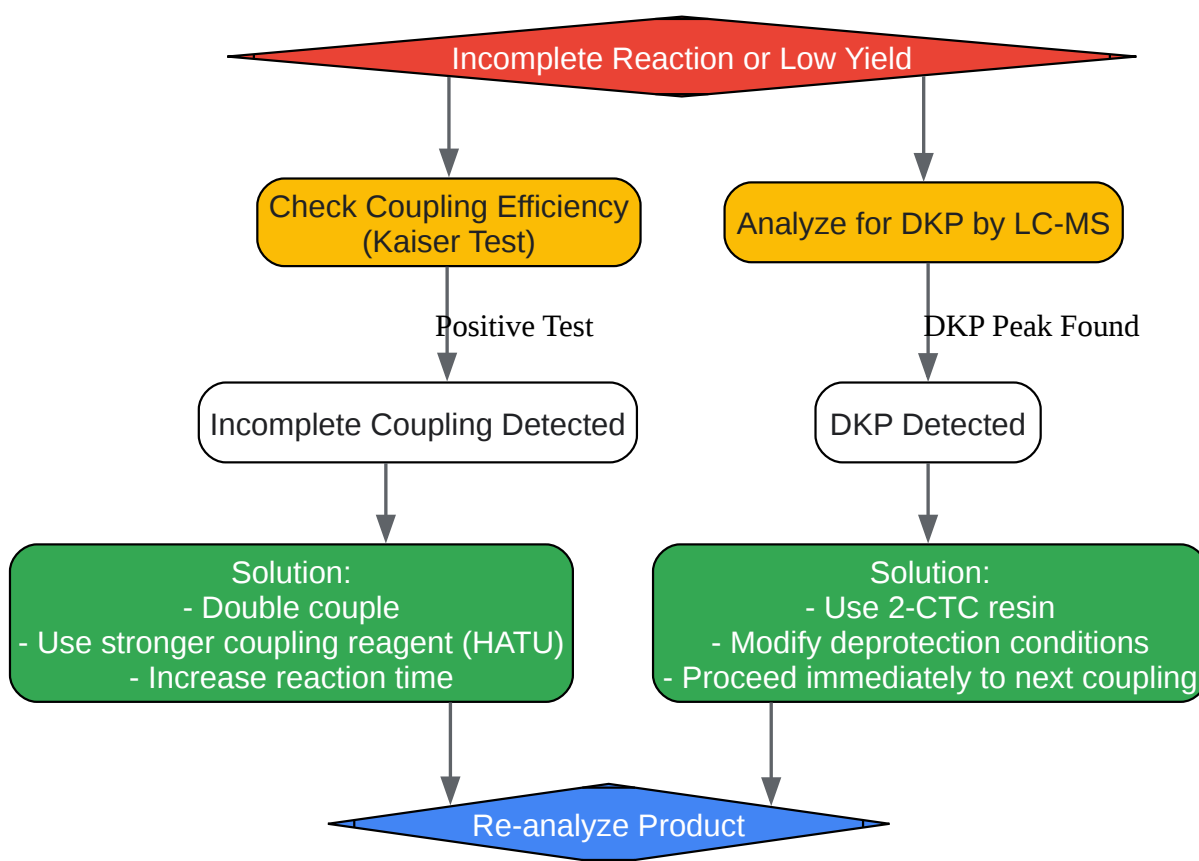 Incomplete Reaction or Low Yield
Check Coupling Efficiency
(Kaiser Test)
Analyze for DKP by LC-MS
Positive Test
DKP Peak Found
Incomplete Coupling Detected
DKP Detected
Solution:
- Double couple
- Use stronger coupling reagent (HATU)
- Increase reaction time
Solution:
- Use 2-CTC resin
- Modify deprotection conditions
- Proceed immediately to next coupling
Re-analyze Product